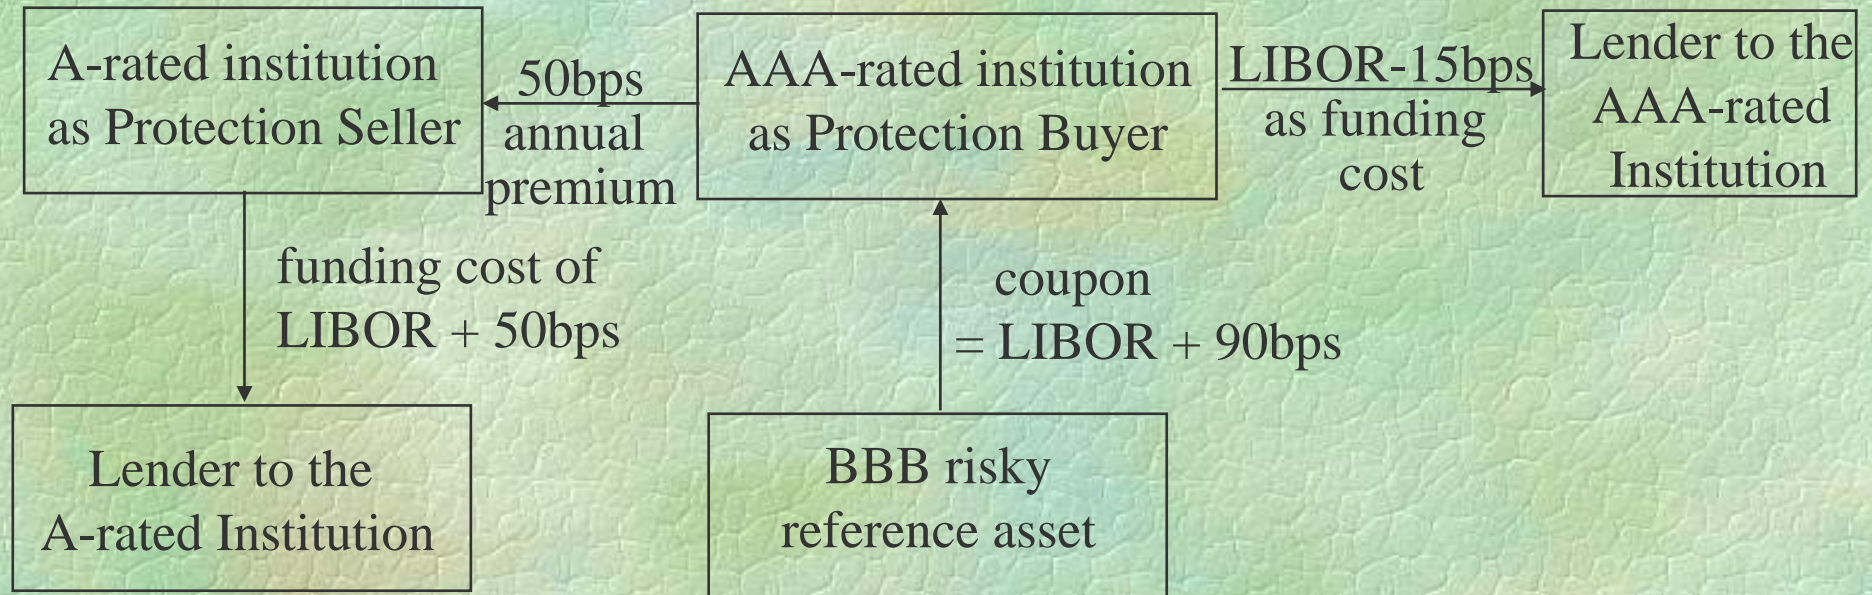 A-rated institution
as Protection Seller
50bps
annual
premium
AAA-rated institution
as Protection Buyer
LIBOR-15bps
as funding
cost
Lender to the
AAA-rated
Institution
funding cost of
LIBOR + 50bps
coupon
= LIBOR + 90bps
Lender to the
A-rated Institution
BBB risky
reference asset